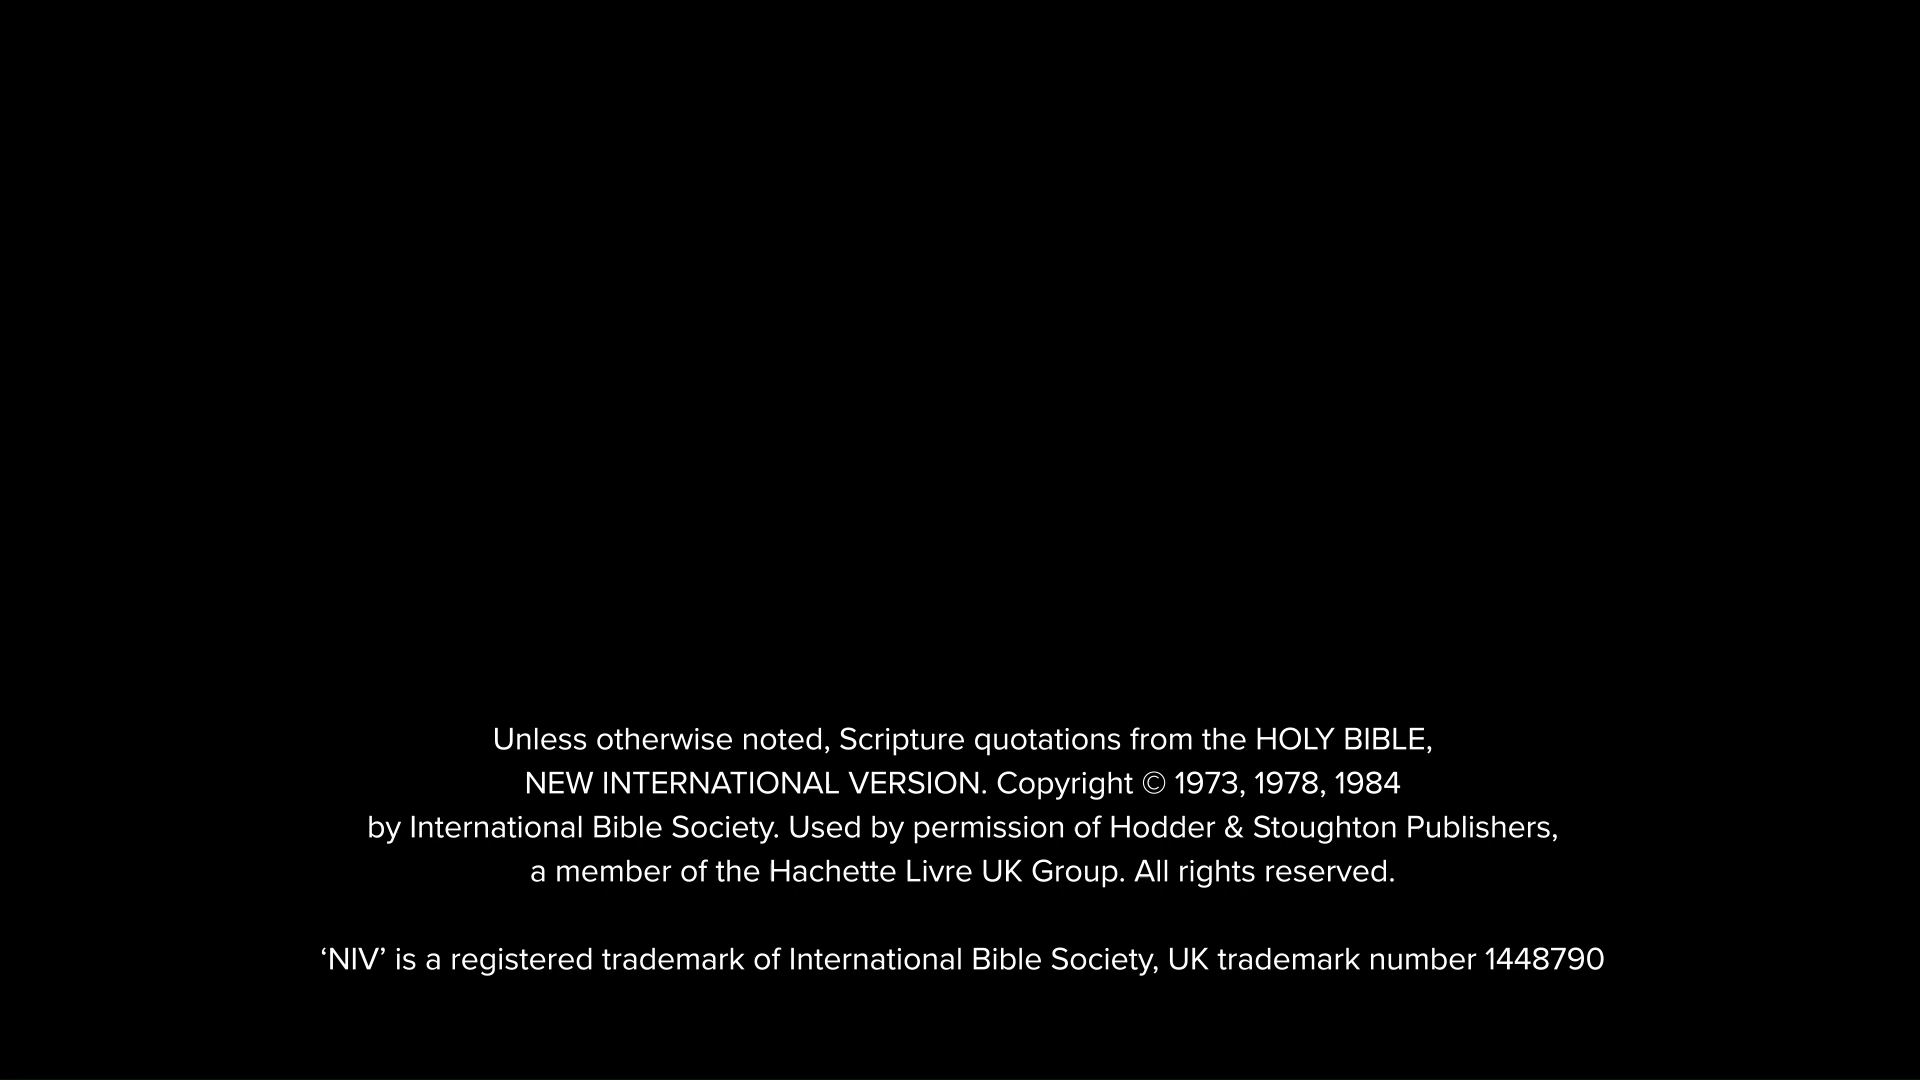 Unless otherwise noted, Scripture quotations from the HOLY BIBLE,
NEW INTERNATIONAL VERSION. Copyright © 1973, 1978, 1984
by International Bible Society. Used by permission of Hodder & Stoughton Publishers,
a member of the Hachette Livre UK Group. All rights reserved.
‘NIV’ is a registered trademark of International Bible Society, UK trademark number 1448790